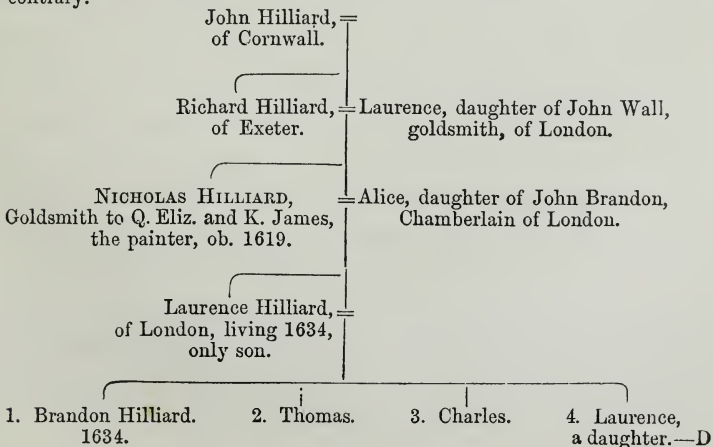 contrary.
John Hilliard, =
of Cornwall.
Richard Hilliard, = Laurence, daughter of John Wall,
of Exeter. goldsmith, of London.
NICHOLAS HILLIARD, = Alice, daughter of John Brandon,
Goldsmith to Q. Eliz. and K. James, Chamberlain of London.
the painter, ob. 1619.
Laurence Hilliard, =
of London, living 1634,
only son.
1. Brandon Hilliard. 2. Thomas. 3. Charles. 4. Laurence,
1634. a daughter.—D